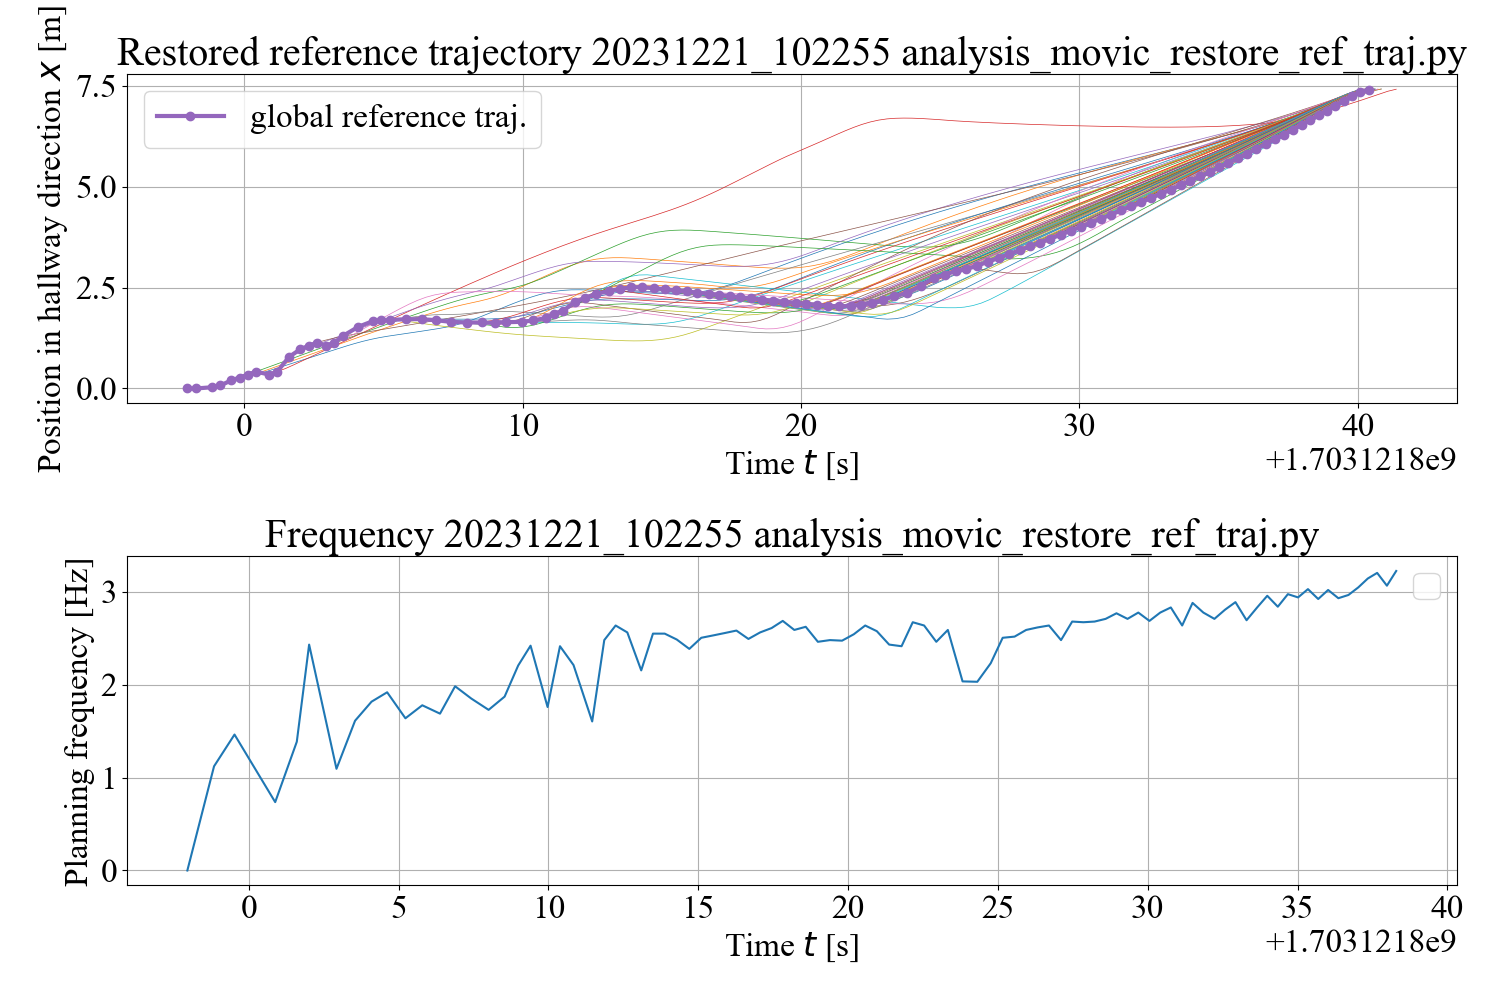 Restored reference trajectory 20231221_102255 analysis_movic_restore_ref_traj.py
Position in hallway direction x [m]
7.5
5.0
2.5
0.0
global reference traj.
0 10 20 30 40
Time t [s]
+1.7031218e9
Frequency 20231221_102255 analysis_movic_restore_ref_traj.py
Planning frequency [Hz]
3
2
1
0
0 5 10 15 20 25 30 35 40
Time t [s]
+1.7031218e9